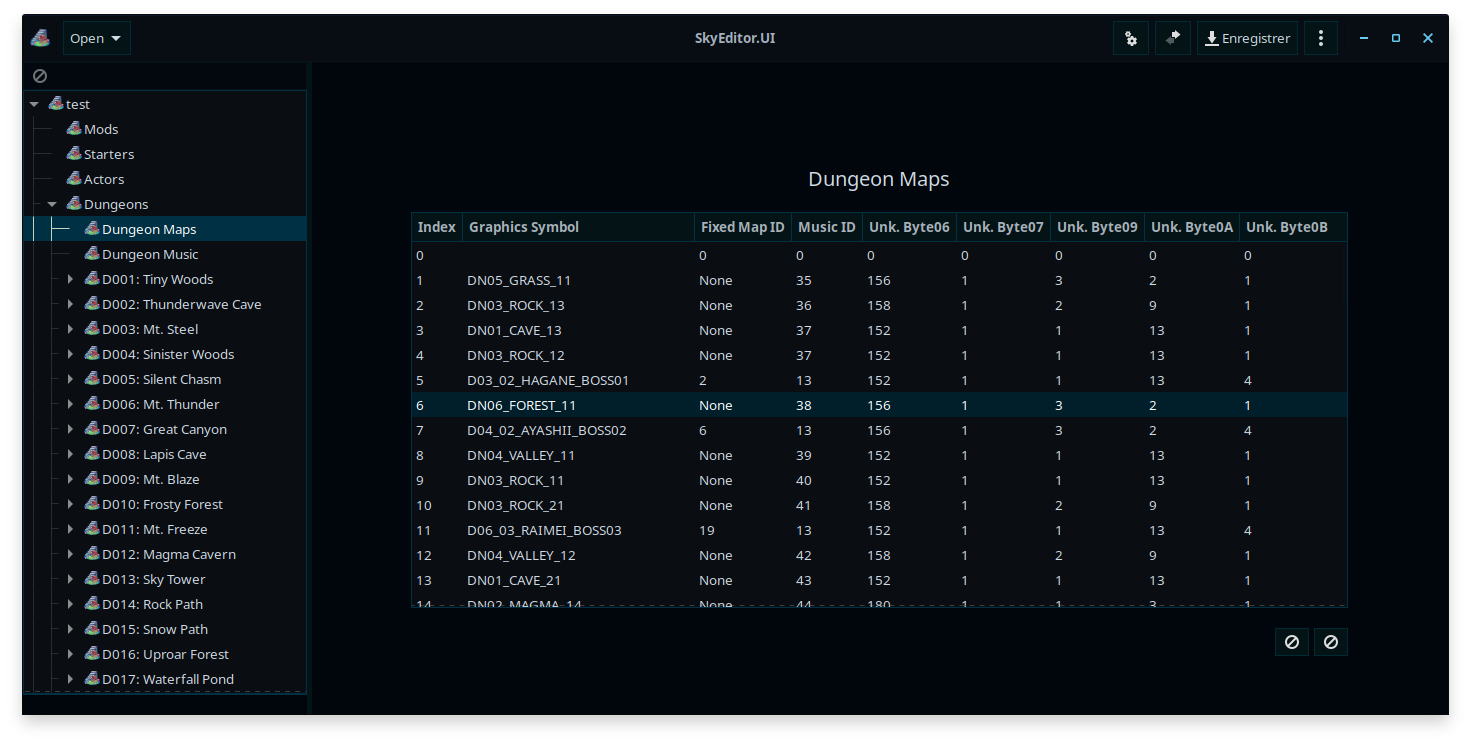 Open
SkyEditor.UI
Enregistrer
test
Mods
Starters
Actors
Dungeons
Dungeon Maps
Dungeon Music
D001: Tiny Woods
D002: Thunderwave Cave
D003: Mt. Steel
D004: Sinister Woods
D005: Silent Chasm
D006: Mt. Thunder
D007: Great Canyon
D008: Lapis Cave
D009: Mt. Blaze
D010: Frosty Forest
D011: Mt. Freeze
D012: Magma Cavern
D013: Sky Tower
D014: Rock Path
D015: Snow Path
D016: Uproar Forest
D017: Waterfall Pond
Dungeon Maps
Index Graphics Symbol Fixed Map ID Music ID Unk. Byte06 Unk. Byte07 Unk. Byte09 Unk. Byte0A Unk. Byte0B
0 0 0 0 0 0 0 0
1 DN05_GRASS_11 None 35 156 1 3 2 1
2 DN03_ROCK_13 None 36 158 1 2 9 1
3 DN01_CAVE_13 None 37 152 1 1 13 1
4 DN03_ROCK_12 None 37 152 1 1 13 1
5 D03_02_HAGANE_BOSS01 2 13 152 1 1 13 4
6 DN06_FOREST_11 None 38 156 1 3 2 1
7 D04_02_AYASHII_BOSS02 6 13 156 1 3 2 4
8 DN04_VALLEY_11 None 39 152 1 1 13 1
9 DN03_ROCK_11 None 40 152 1 1 13 1
10 DN03_ROCK_21 None 41 158 1 2 9 1
11 D06_03_RAIMEI_BOSS03 19 13 152 1 1 13 4
12 DN04_VALLEY_12 None 42 158 1 2 9 1
13 DN01_CAVE_21 None 43 152 1 1 13 1
14 DN02_MAGMA_14 None 44 180 1 1 3 1